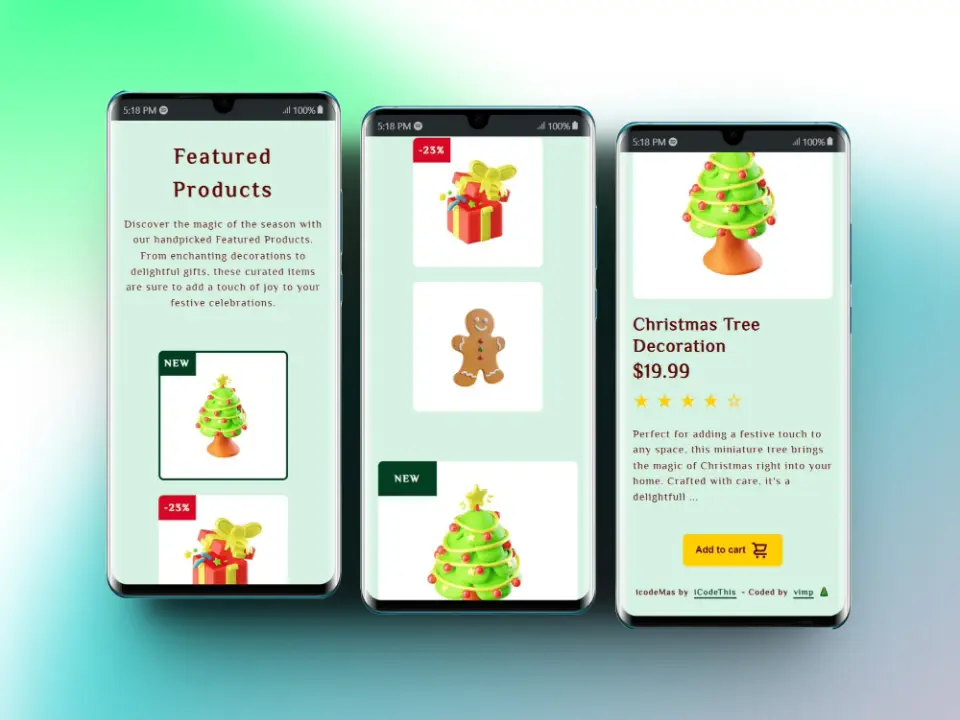 5:18 PM 100%
Featured
Products
Discover the magic of the season with
our handpicked Featured Products.
From enchanting decorations to
delightful gifts, these curated items
are sure to add a touch of joy to your
festive celebrations.
NEW
-25%
5:18 PM 100%
-25%
NEW
5:18 PM 100%
Christmas Tree
Decoration
$19.99
Perfect for adding a festive touch to
any space, this miniature tree brings
the magic of Christmas right into your
home. Crafted with care, it's a
delightfull ...
Add to cart
icodeMas by iCodeThis - Coded by vimp